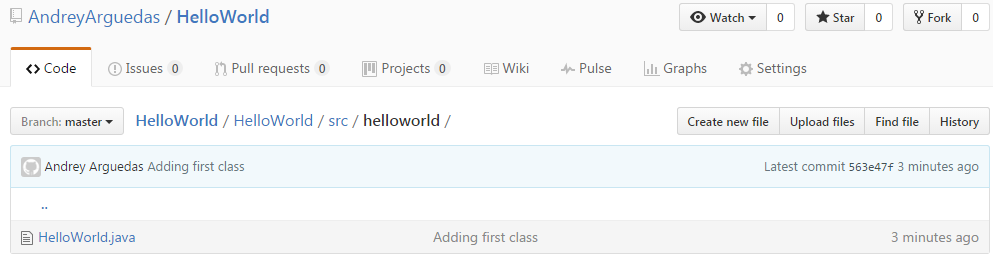 AndreyArguedas / HelloWorld Watch 0 Star 0 Fork 0
Code Issues 0 Pull requests 0 Projects 0 Wiki Pulse Graphs Settings
Branch: master HelloWorld / HelloWorld / src / helloworld / Create new file Upload files Find file History
Andrey Arguedas Adding first class Latest commit 563e47f 3 minutes ago
..
HelloWorld.java Adding first class 3 minutes ago